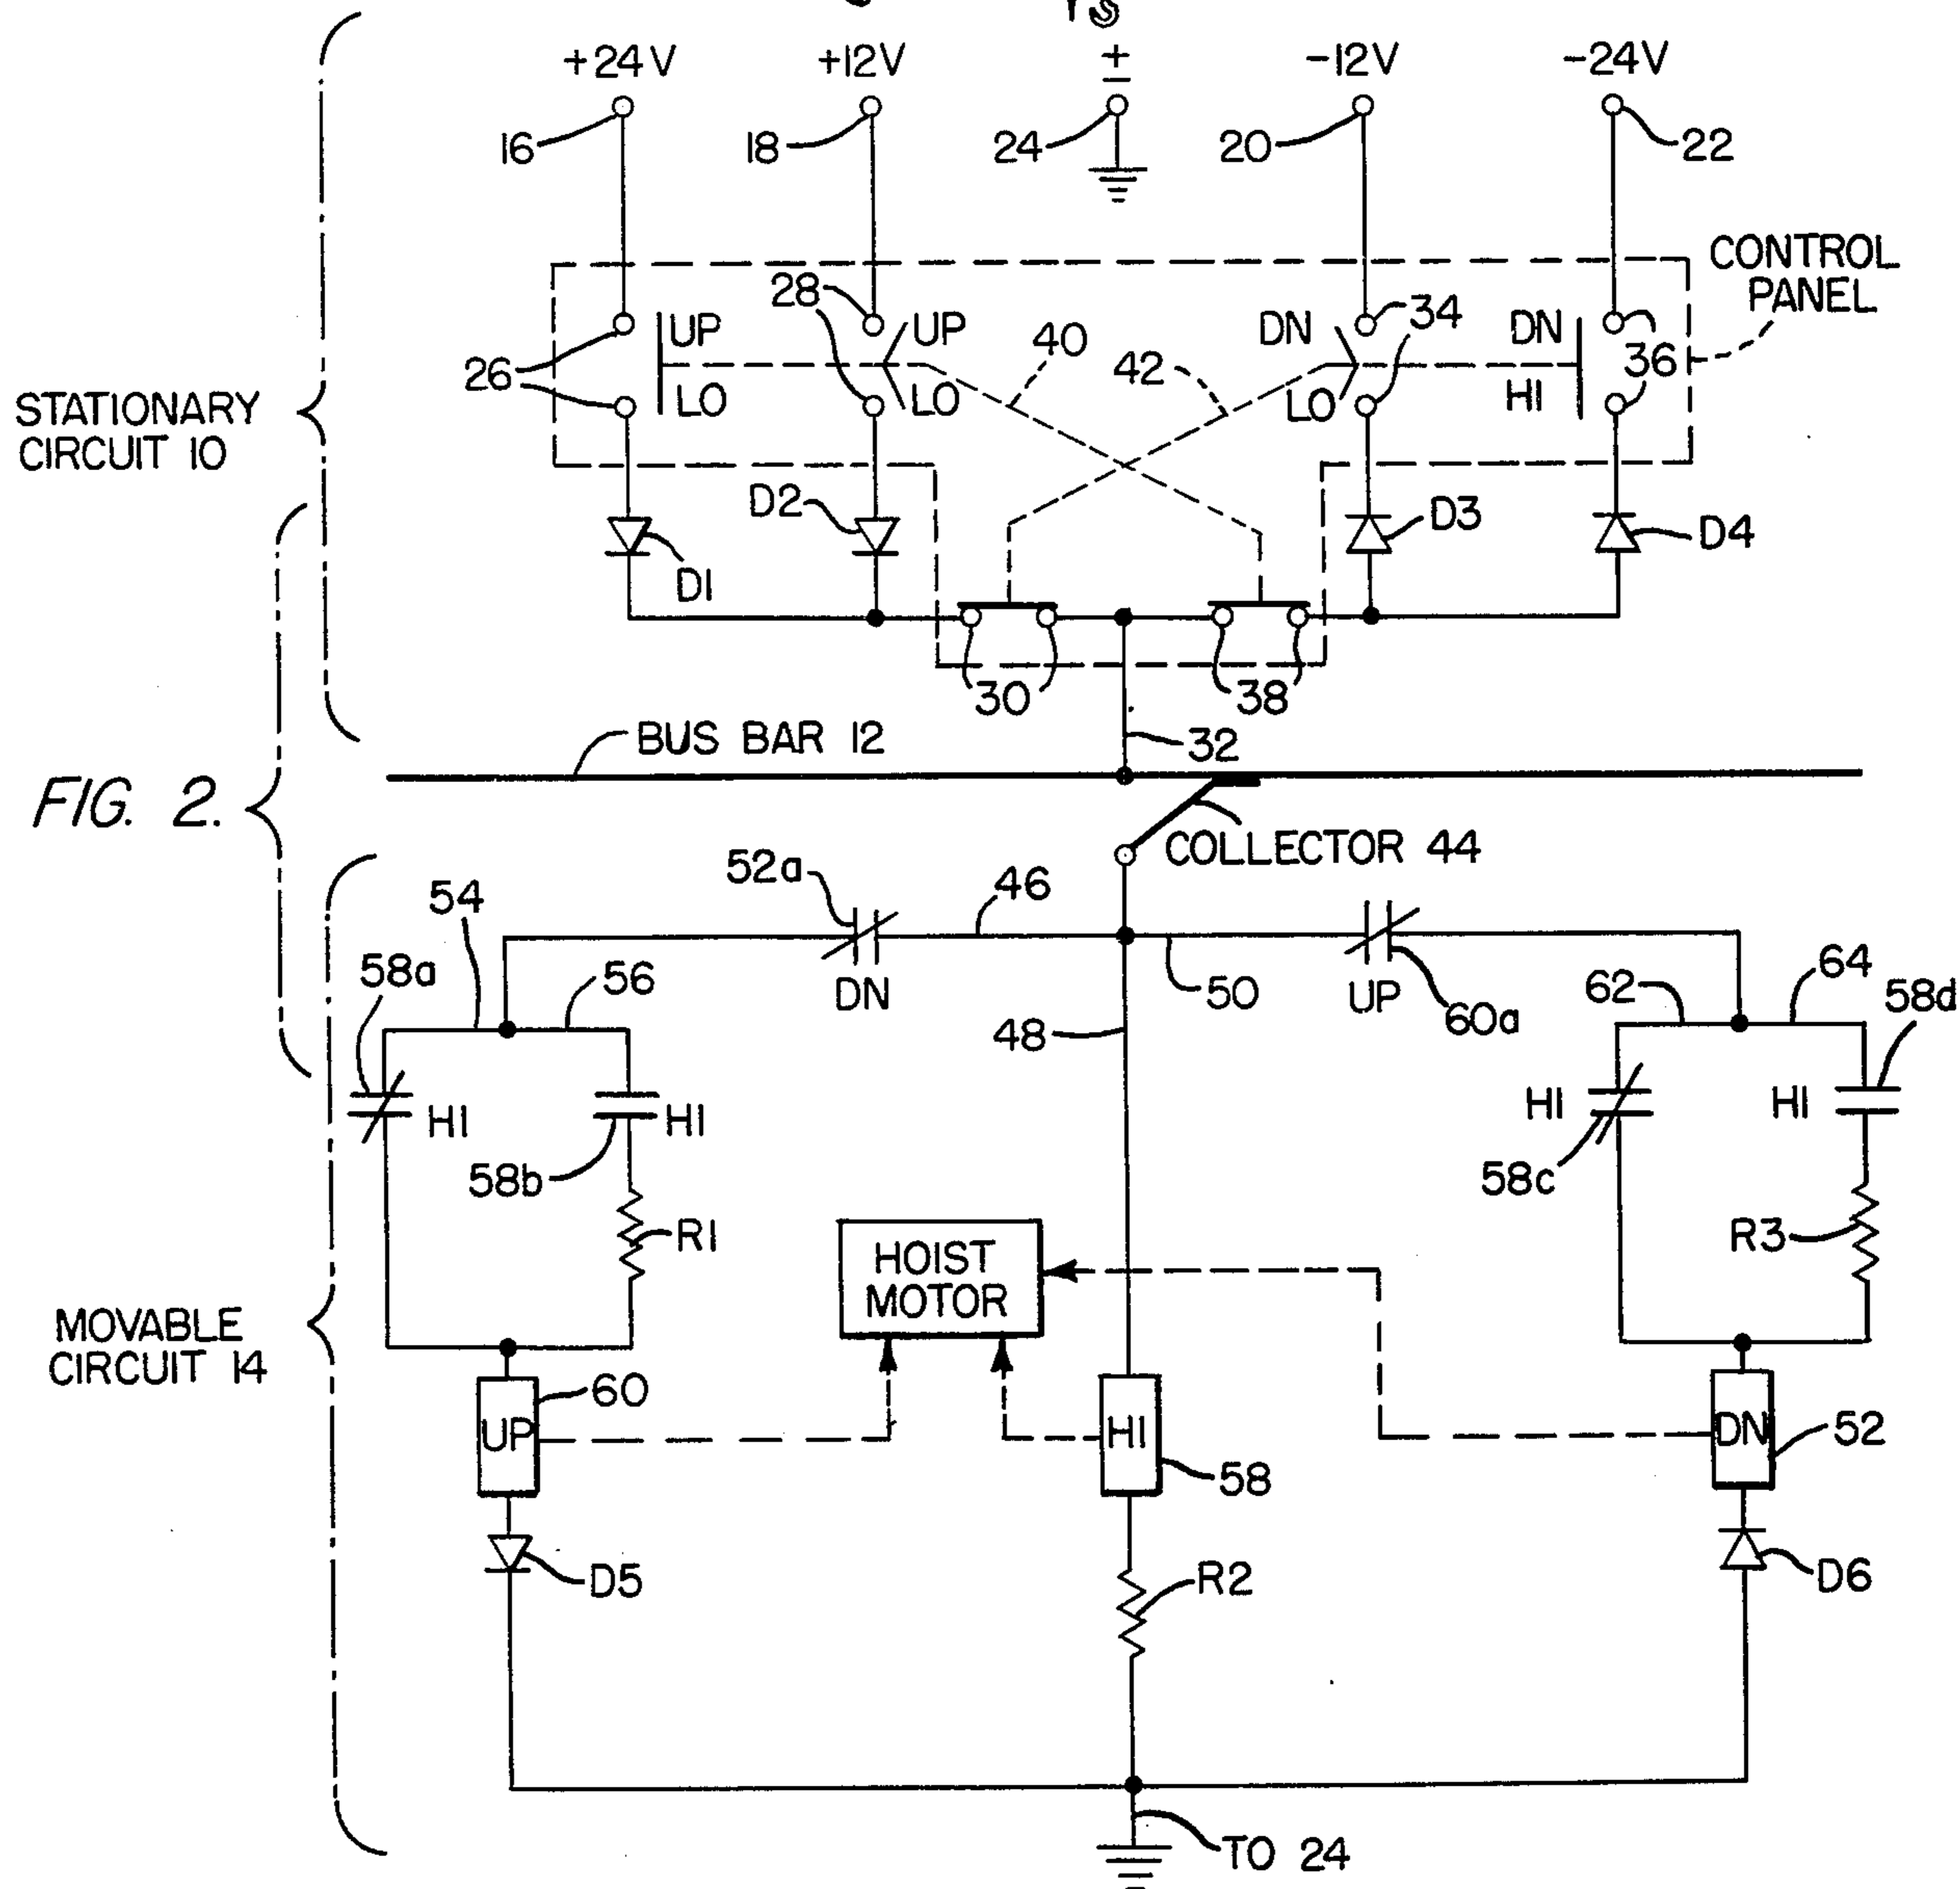 +24V +12V ± -12V -24V
16 18 24 20 22
CONTROL
PANEL
28 UP UP 40 DN 34 DN
26 LO LO 42 LO HI 36
STATIONARY
CIRCUIT 10
D2 D3 D4
D1
30 38
BUS BAR 12 32
FIG. 2.
COLLECTOR 44
52a 46
54
58a 56 DN 50 UP 60a 62 64 58d
48
HI HI HI HI
58b 58c
R1 R3
HOIST
MOTOR
MOVABLE
CIRCUIT 14
60
UP HI DN 52
58
D5 R2 D6
TO 24